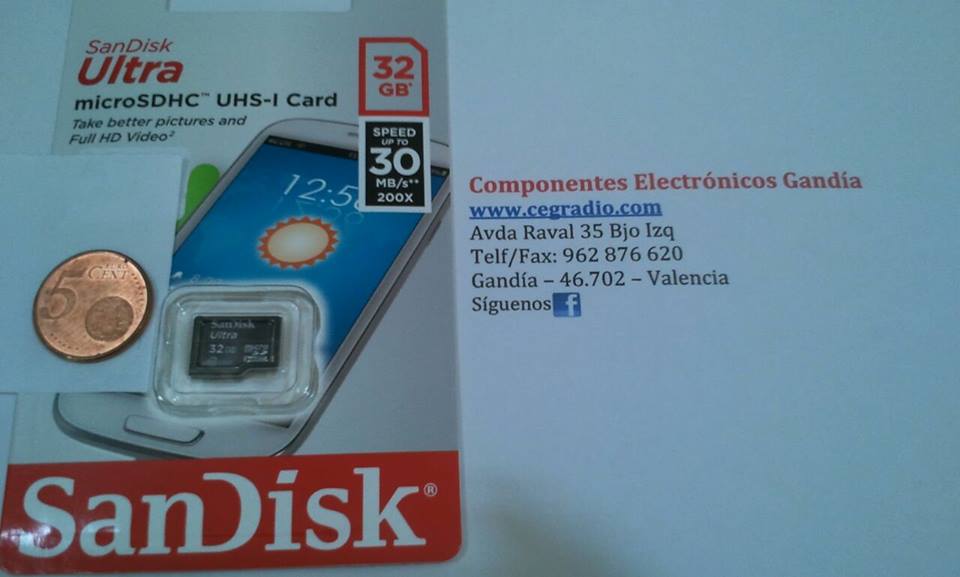 SanDisk
Ultra
microSDHC™ UHS-I Card
Take better pictures and
Full HD Video²
32
GB*
SPEED
UP TO
30
MB/s**
200X
12:5
5
CENT
SanDisk
Ultra
32 GB
SanDisk®
Componentes Electrónicos Gandía
www.cegradio.com
Avda Raval 35 Bjo Izq
Telf/Fax: 962 876 620
Gandía – 46.702 – Valencia
Síguenos f